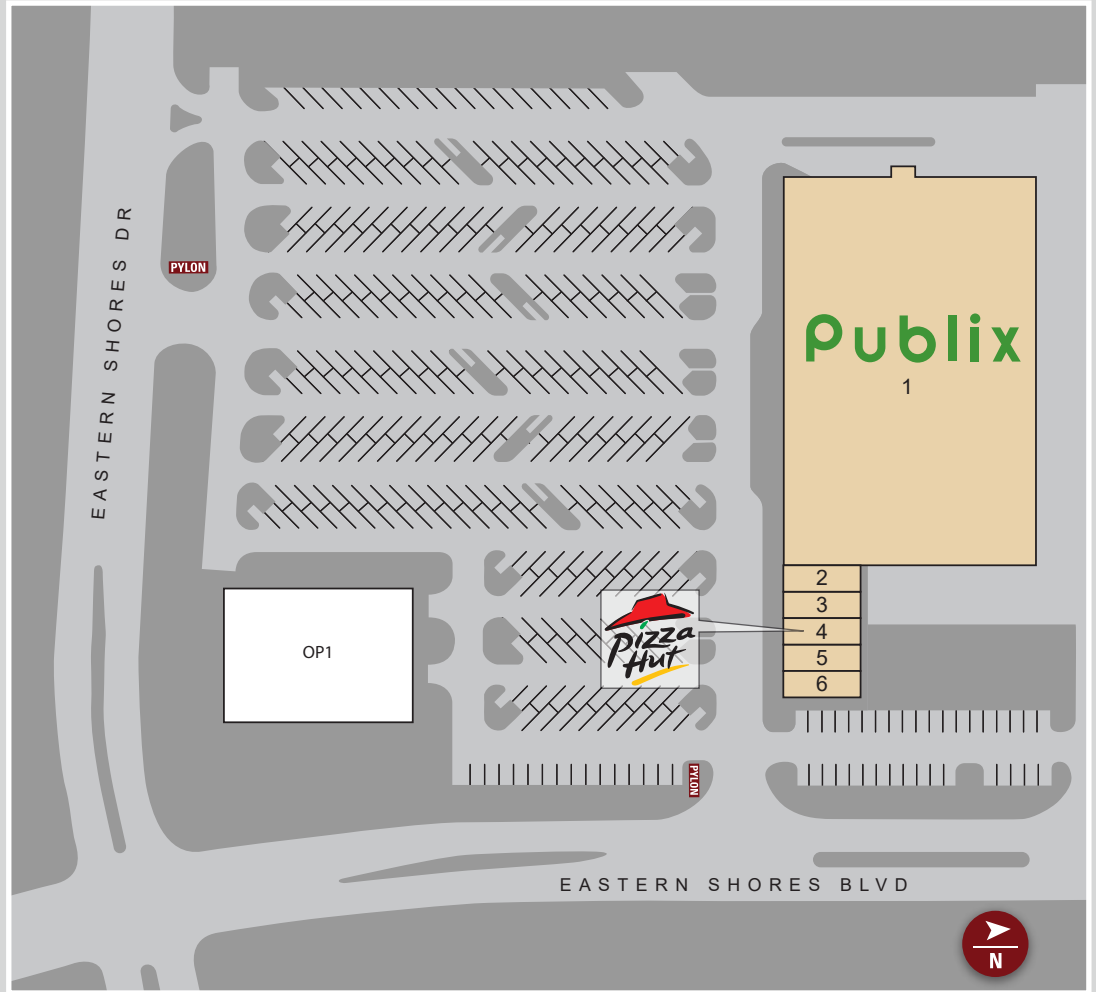 EASTERN SHORES DR
PYLON
Publix
1
2
3
4
5
6
Pizza
Hut
OP1
PYLON
EASTERN SHORES BLVD
N